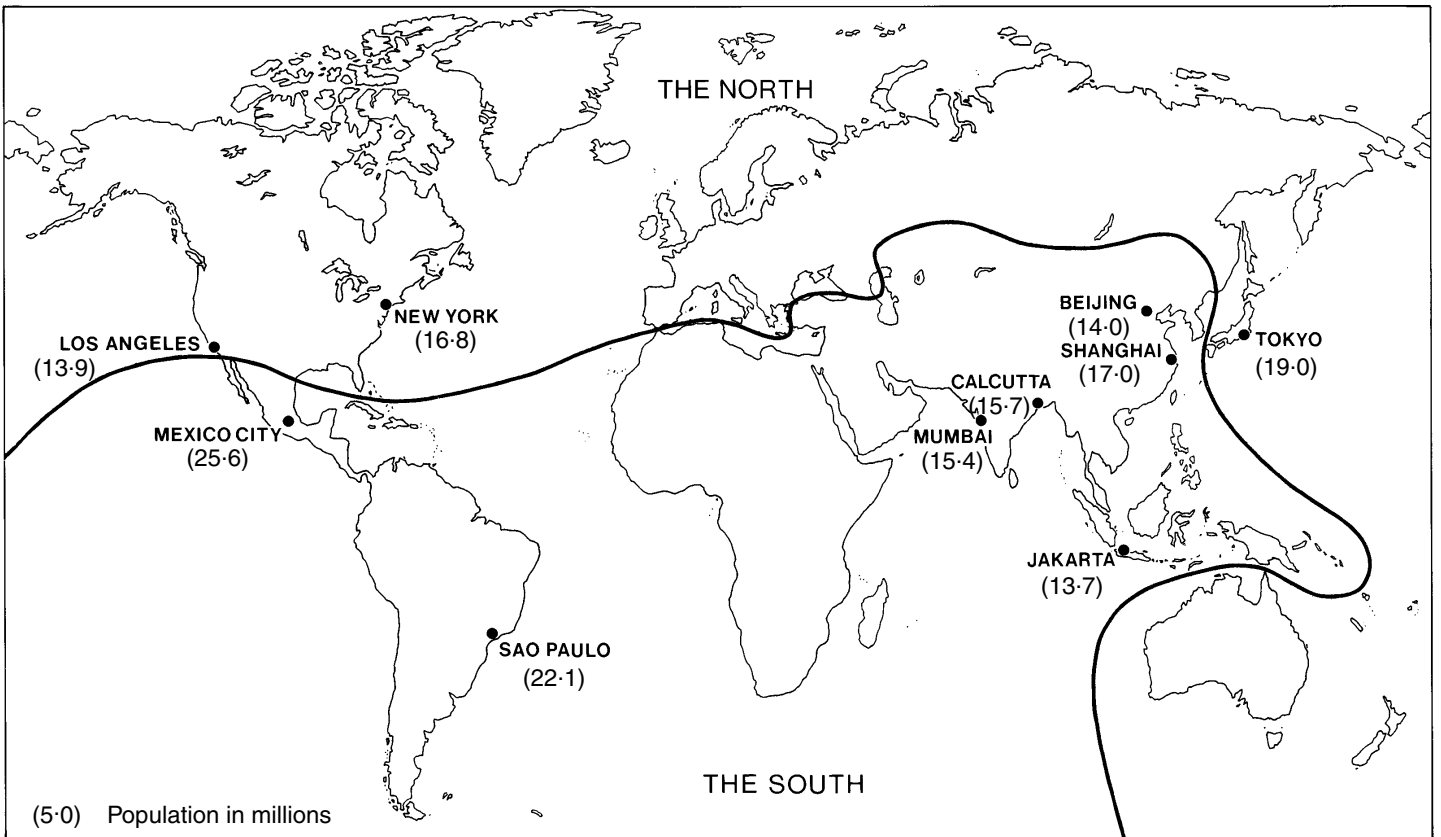 THE NORTH
NEW YORK
(16·8)
LOS ANGELES
(13·9)
MEXICO CITY
(25·6)
BEIJING
(14·0)
SHANGHAI
(17·0)
TOKYO
(19·0)
CALCUTTA
(15·7)
MUMBAI
(15·4)
JAKARTA
(13·7)
SAO PAULO
(22·1)
THE SOUTH
(5·0) Population in millions